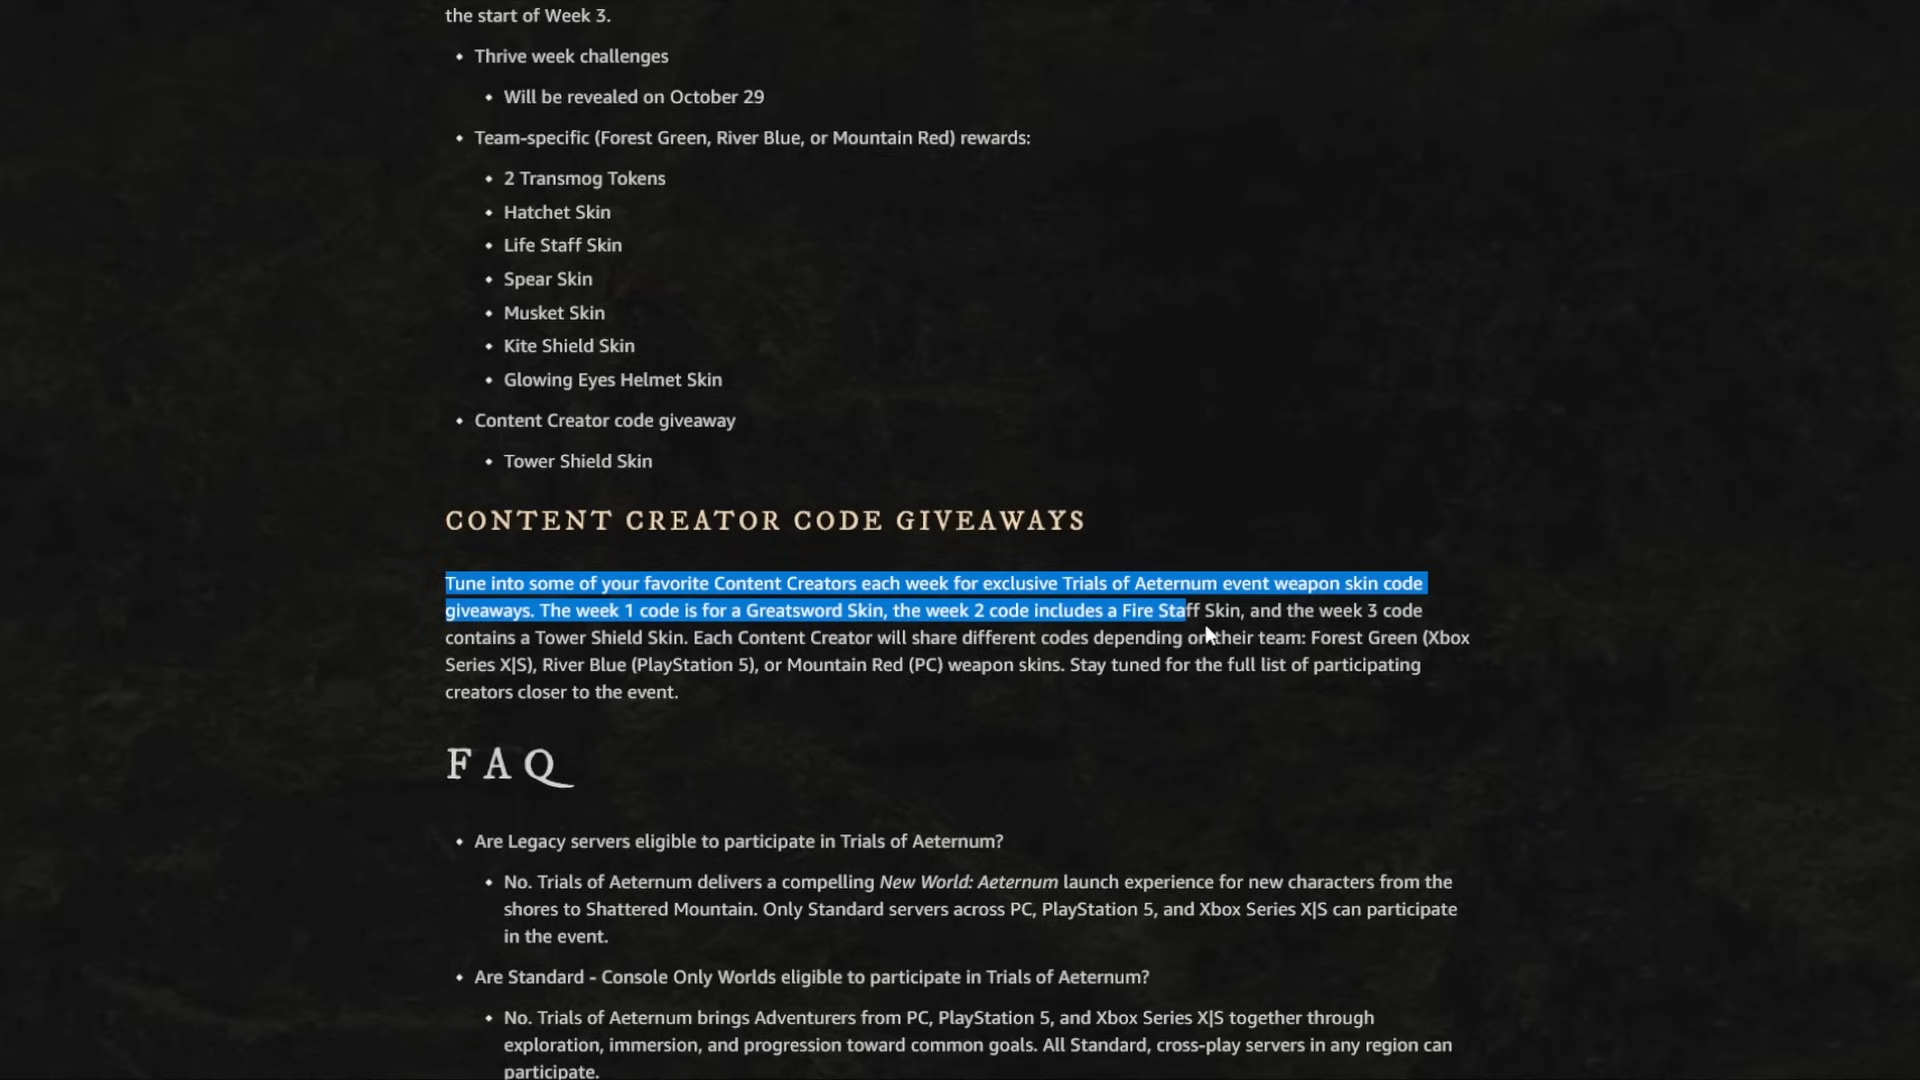 the start of Week 3.
• Thrive week challenges
• Will be revealed on October 29
• Team-specific (Forest Green, River Blue, or Mountain Red) rewards:
• 2 Transmog Tokens
• Hatchet Skin
• Life Staff Skin
• Spear Skin
• Musket Skin
• Kite Shield Skin
• Glowing Eyes Helmet Skin
• Content Creator code giveaway
• Tower Shield Skin
CONTENT CREATOR CODE GIVEAWAYS
Tune into some of your favorite Content Creators each week for exclusive Trials of Aeternum event weapon skin code
giveaways. The week 1 code is for a Greatsword Skin, the week 2 code includes a Fire Staff Skin, and the week 3 code
contains a Tower Shield Skin. Each Content Creator will share different codes depending on their team: Forest Green (Xbox
Series X|S), River Blue (PlayStation 5), or Mountain Red (PC) weapon skins. Stay tuned for the full list of participating
creators closer to the event.
FAQ
• Are Legacy servers eligible to participate in Trials of Aeternum?
• No. Trials of Aeternum delivers a compelling New World: Aeternum launch experience for new characters from the
shores to Shattered Mountain. Only Standard servers across PC, PlayStation 5, and Xbox Series X|S can participate
in the event.
• Are Standard - Console Only Worlds eligible to participate in Trials of Aeternum?
• No. Trials of Aeternum brings Adventurers from PC, PlayStation 5, and Xbox Series X|S together through
exploration, immersion, and progression toward common goals. All Standard, cross-play servers in any region can
participate.